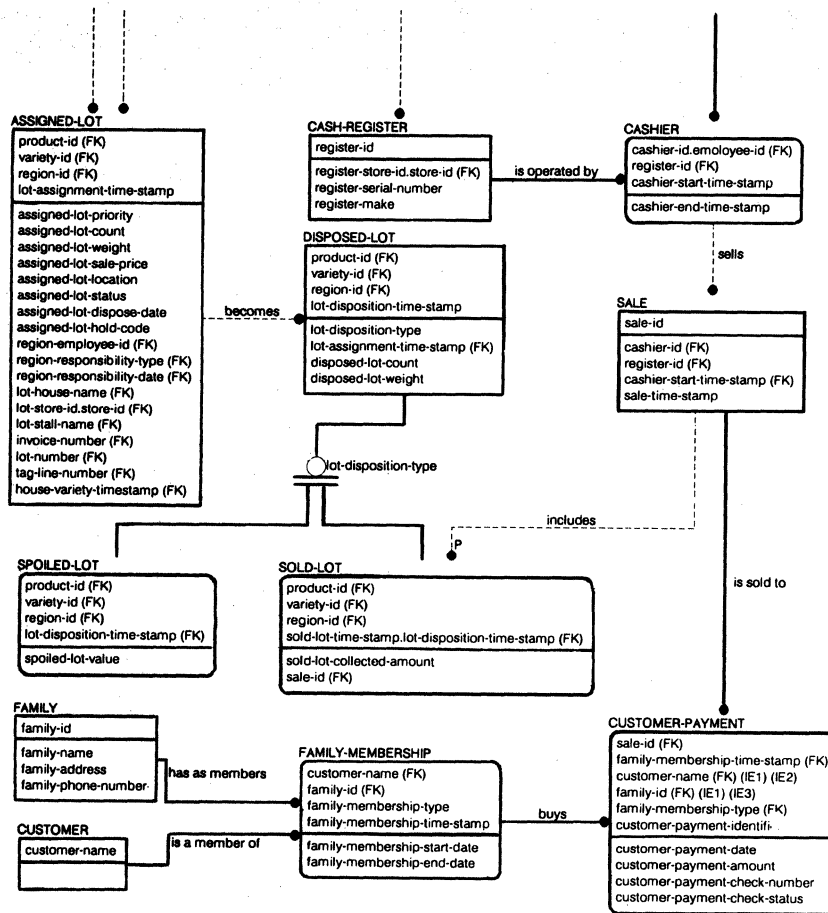 ASSIGNED-LOT
product-id (FK)
variety-id (FK)
region-id (FK)
lot-assignment-time-stamp
assigned-lot-priority
assigned-lot-count
assigned-lot-weight
assigned-lot-sale-price
assigned-lot-location
assigned-lot-status
assigned-lot-dispose-date
assigned-lot-hold-code
region-employee-id (FK)
region-responsibility-type (FK)
region-responsibility-date (FK)
lot-house-name (FK)
lot-store-id.store-id (FK)
lot-stall-name (FK)
invoice-number (FK)
lot-number (FK)
tag-line-number (FK)
house-variety-timestamp (FK)
CASH-REGISTER
register-id
register-store-id.store-id (FK)
register-serial-number
register-make
is operated by
CASHIER
cashier-id.emoloyee-id (FK)
register-id (FK)
cashier-start-time-stamp
cashier-end-time-stamp
becomes
DISPOSED-LOT
product-id (FK)
variety-id (FK)
region-id (FK)
lot-disposition-time-stamp
lot-disposition-type
lot-assignment-time-stamp (FK)
disposed-lot-count
disposed-lot-weight
sells
SALE
sale-id
cashier-id (FK)
register-id (FK)
cashier-start-time-stamp (FK)
sale-time-stamp
lot-disposition-type
includes
P
is sold to
SPOILED-LOT
product-id (FK)
variety-id (FK)
region-id (FK)
lot-disposition-time-stamp (FK)
spoiled-lot-value
SOLD-LOT
product-id (FK)
variety-id (FK)
region-id (FK)
sold-lot-time-stamp.lot-disposition-time-stamp (FK)
sold-lot-collected-amount
sale-id (FK)
FAMILY
family-id
family-name
family-address
family-phone-number
has as members
CUSTOMER
customer-name
is a member of
FAMILY-MEMBERSHIP
customer-name (FK)
family-id (FK)
family-membership-type
family-membership-time-stamp
family-membership-start-date
family-membership-end-date
buys
CUSTOMER-PAYMENT
sale-id (FK)
family-membership-time-stamp (FK)
customer-name (FK) (IE1) (IE2)
family-id (FK) (IE1) (IE3)
family-membership-type (FK)
customer-payment-identifi
customer-payment-date
customer-payment-amount
customer-payment-check-number
customer-payment-check-status